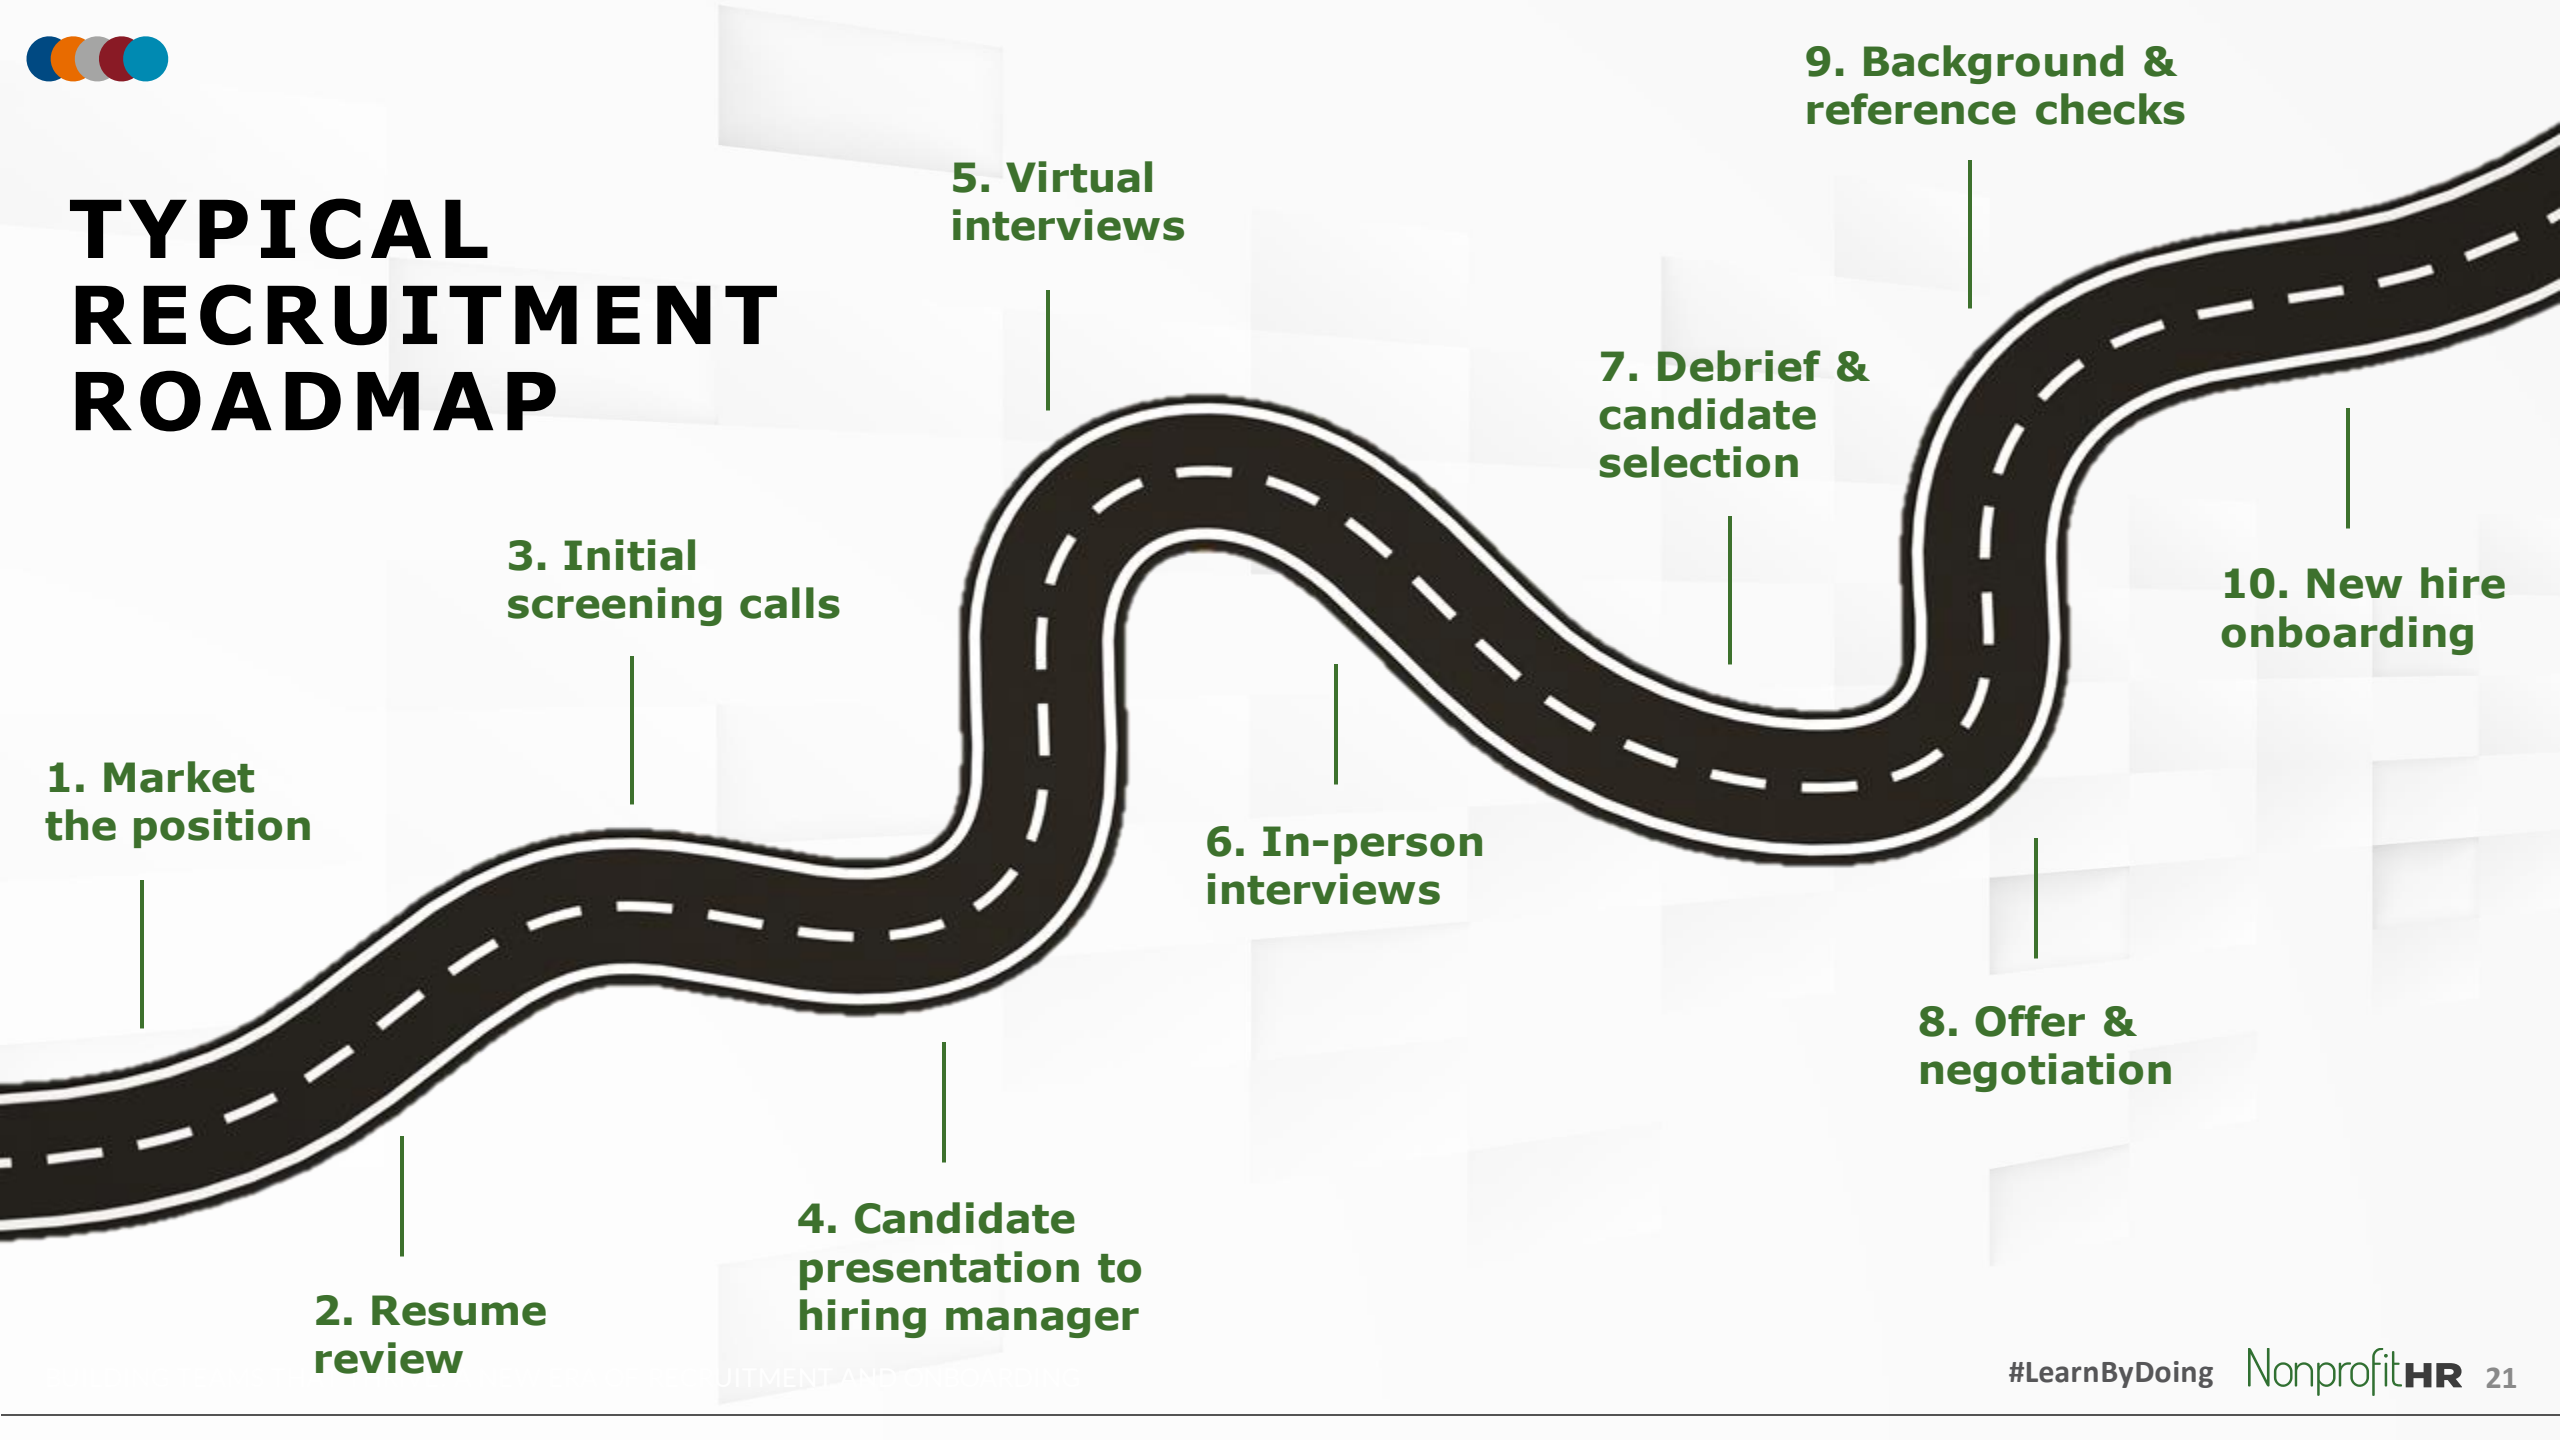 TYPICAL
RECRUITMENT
ROADMAP
1. Market
the position
2. Resume
review
3. Initial
screening calls
4. Candidate
presentation to
hiring manager
5. Virtual
interviews
6. In-person
interviews
7. Debrief &
candidate
selection
8. Offer &
negotiation
9. Background &
reference checks
10. New hire
onboarding
AND ONBOARDING
#LearnByDoing
NonprofitHR
21